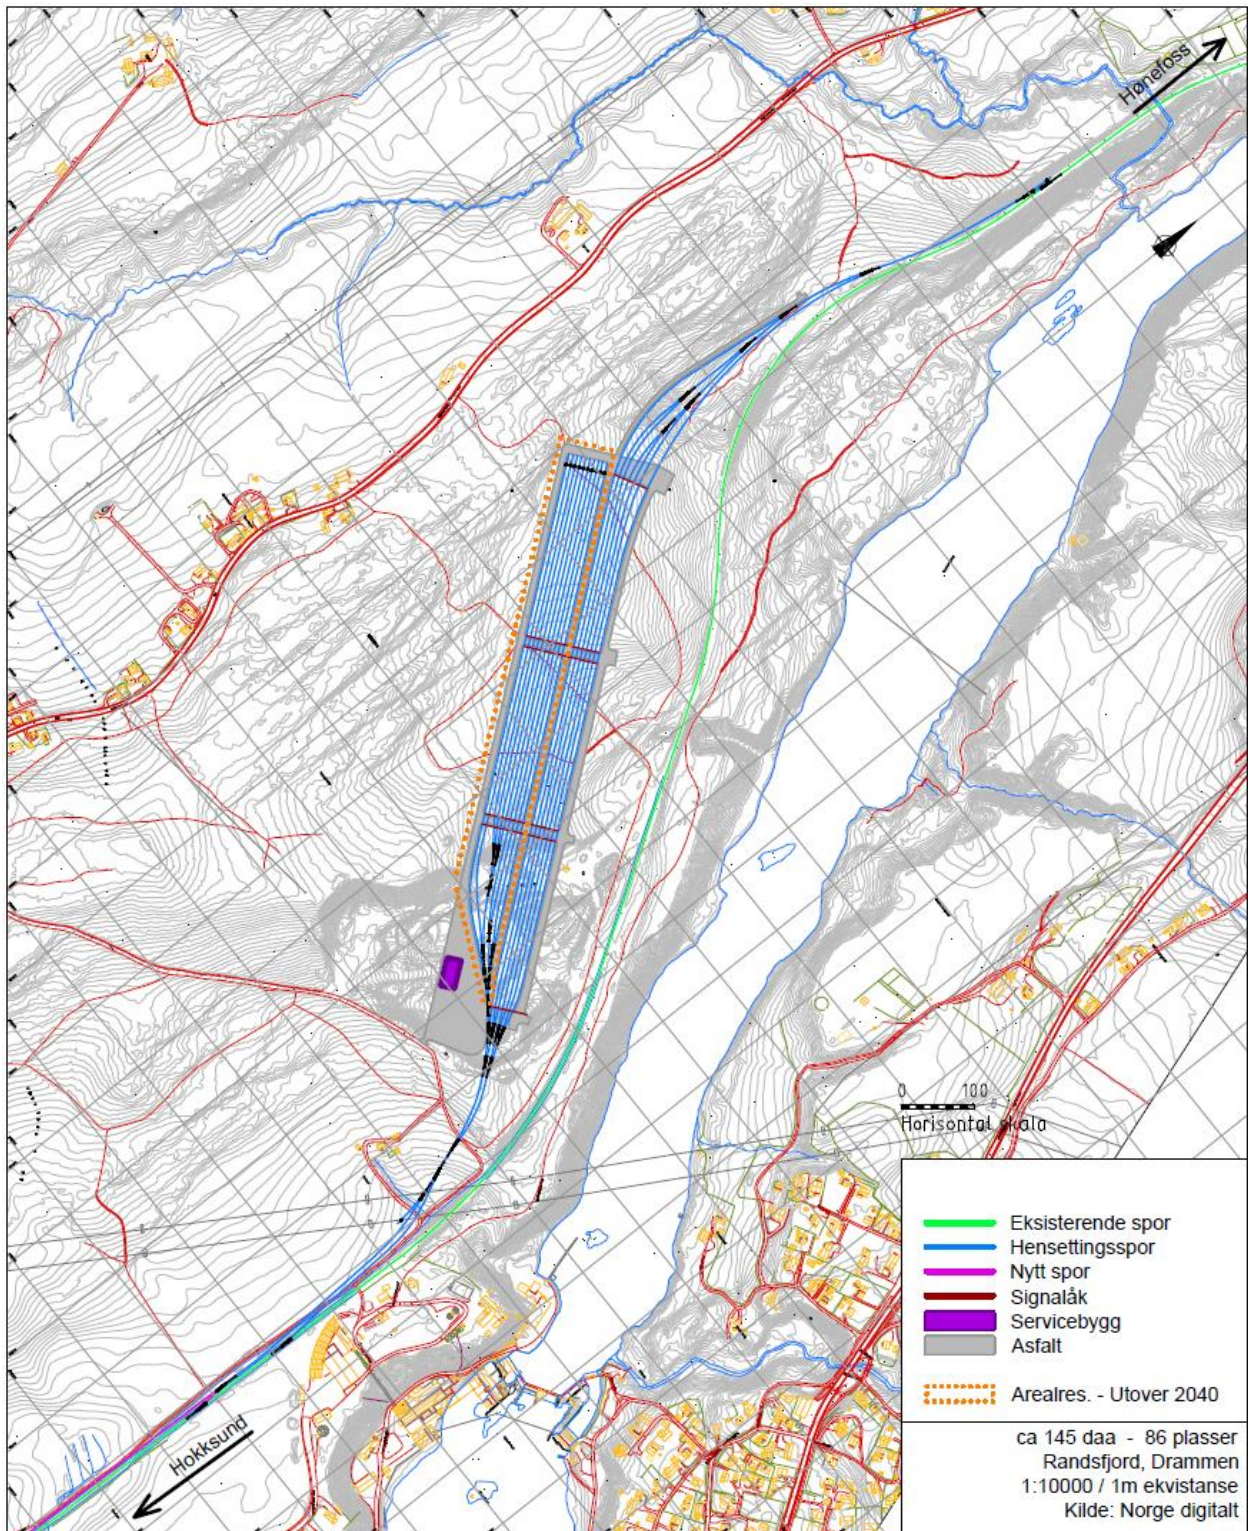 Hønefoss
0 100
Horisontal skala
Eksisterende spor
Hensettingsspor
Nytt spor
Signalåk
Servicebygg
Asfalt
Arealres. - Utover 2040
ca 145 daa - 86 plasser
Randsfjord, Drammen
1:10000 / 1m ekvistanse
Kilde: Norge digitalt
Hokksund